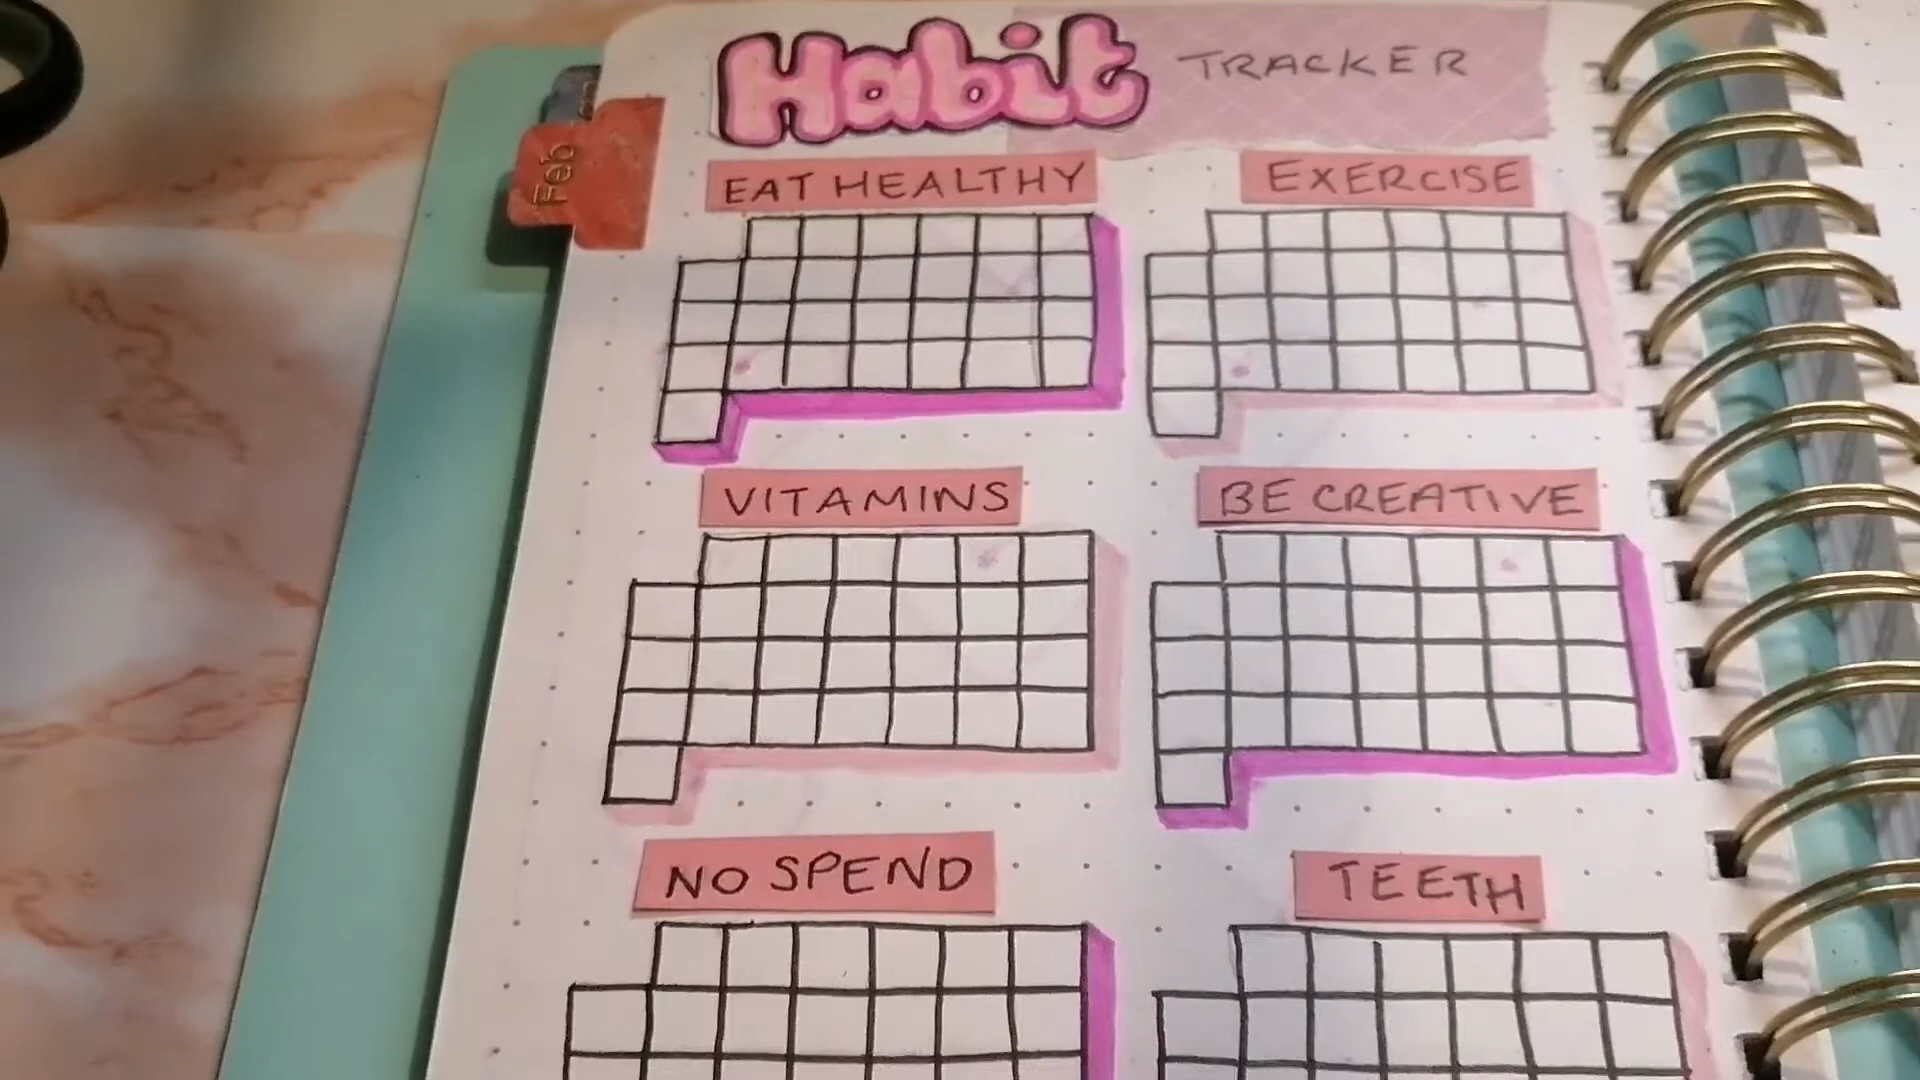 Habit TRACKER
Feb
EAT HEALTHY
EXERCISE
VITAMINS
BE CREATIVE
NO SPEND
TEETH